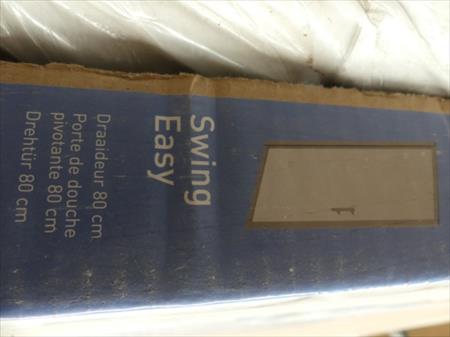 Swing
Easy
Draaideur 80 cm
Porte de douche
pivotante 80 cm
Drehtür 80 cm